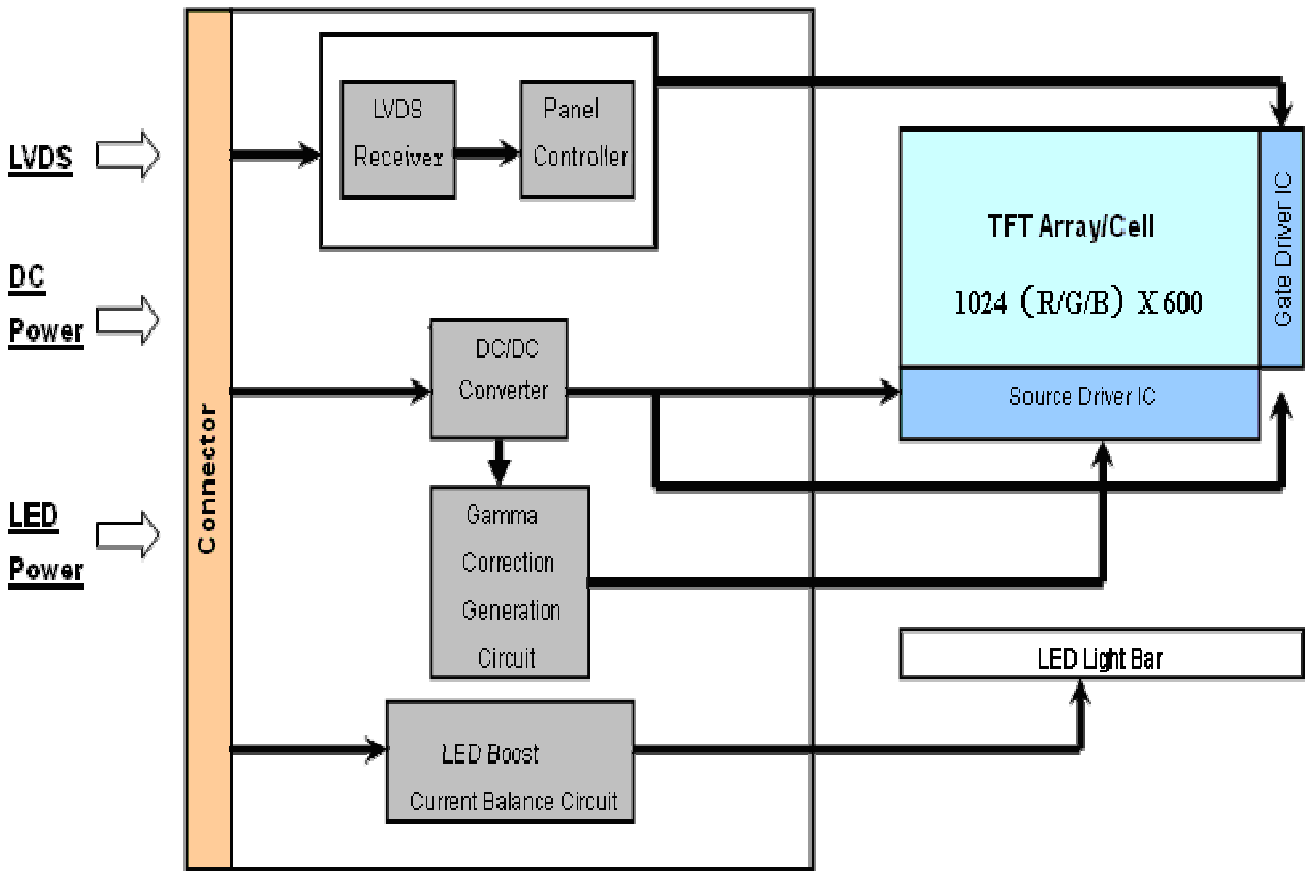 LVDS
DC
Power
LED
Power
Connector
LVDS
Receiver
Panel
Controller
DC/DC
Converter
Gamma
Correction
Generation
Circuit
LED Boost
Current Balance Circuit
TFT Array/Cell
1024 (R/G/B) X 600
Gate Driver IC
Source Driver IC
LED Light Bar